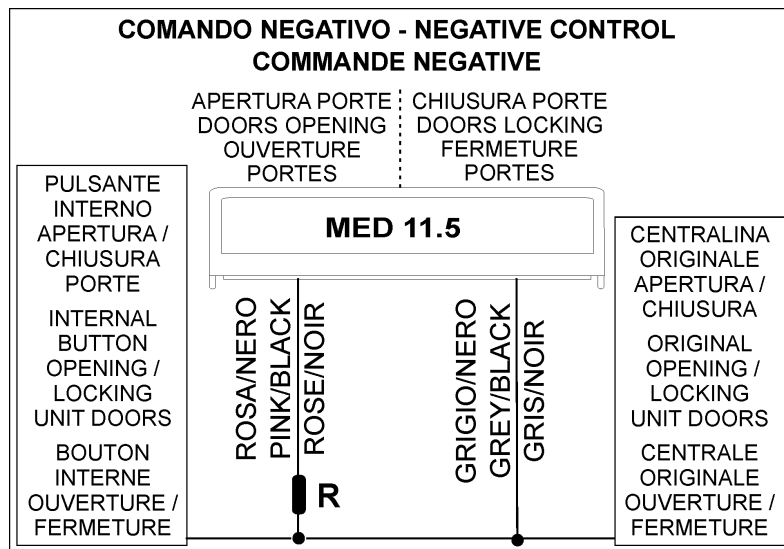 COMANDO NEGATIVO - NEGATIVE CONTROL
COMMANDE NEGATIVE
APERTURA PORTE
DOORS OPENING
OUVERTURE
PORTES
CHIUSURA PORTE
DOORS LOCKING
FERMETURE
PORTES
PULSANTE
INTERNO
APERTURA /
CHIUSURA
PORTE
INTERNAL
BUTTON
OPENING /
LOCKING
UNIT DOORS
BOUTON
INTERNE
OUVERTURE /
FERMETURE
MED 11.5
ROSA/NERO
PINK/BLACK
ROSE/NOIR
R
GRIGIO/NERO
GREY/BLACK
GRIS/NOIR
CENTRALINA
ORIGINALE
APERTURA /
CHIUSURA
ORIGINAL
OPENING /
LOCKING
UNIT DOORS
CENTRALE
ORIGINALE
OUVERTURE /
FERMETURE